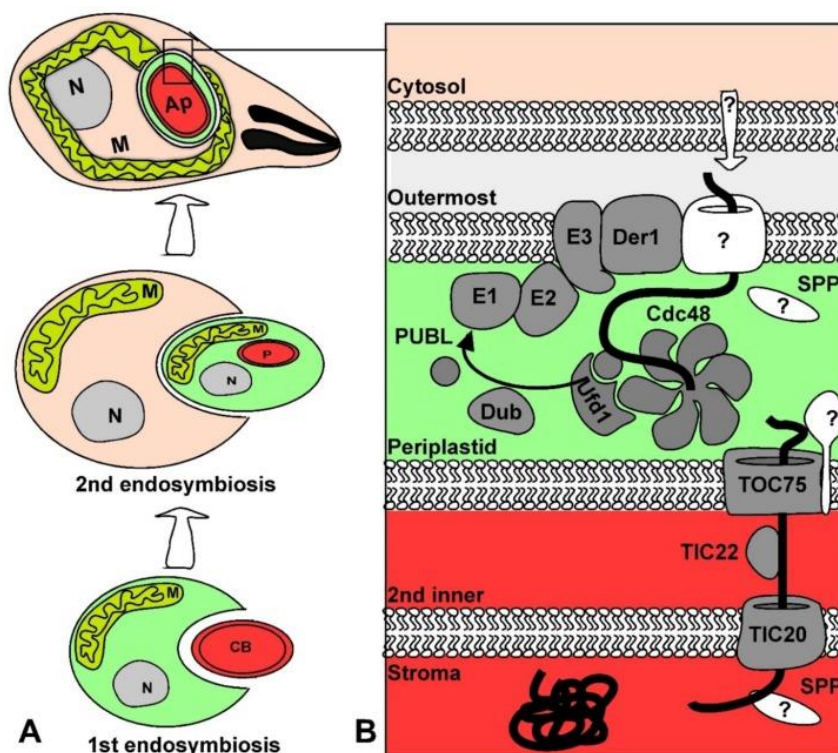 N
Ap
M
M
M
P
N
N
2nd endosymbiosis
M
CB
N
A
1st endosymbiosis
B
Cytosol
?
Outermost
E3
Der1
?
SPP
E1
E2
?
Cdc48
PUBL
Ufd1
Dub
?
Periplastid
TOC75
TIC22
2nd inner
TIC20
Stroma
SPP
?